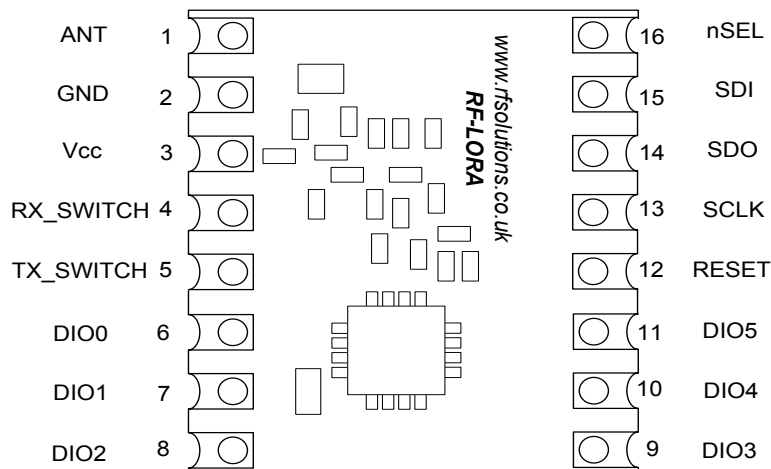 ANT 1 16 nSEL
GND 2 15 SDI
Vcc 3 14 SDO
RX_SWITCH 4 13 SCLK
TX_SWITCH 5 12 RESET
DIO0 6 11 DIO5
DIO1 7 10 DIO4
DIO2 8 9 DIO3
www.rfsolutions.co.uk
RF-LORA